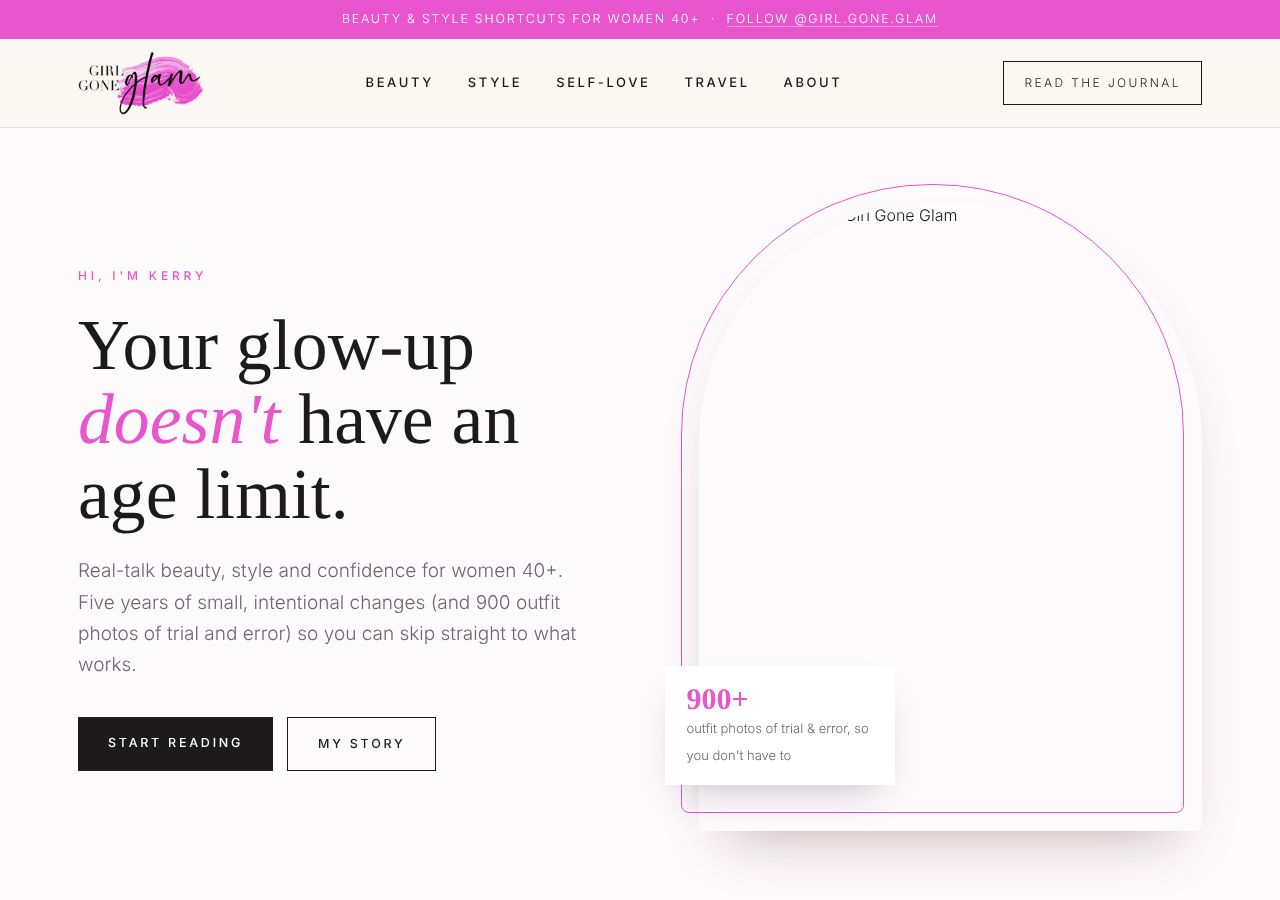 BEAUTY & STYLE SHORTCUTS FOR WOMEN 40+ · FOLLOW @GIRL.GONE.GLAM
GIRL GONE glam
BEAUTY STYLE SELF-LOVE TRAVEL ABOUT
READ THE JOURNAL
HI, I'M KERRY
Your glow-up
doesn't have an
age limit.
Real-talk beauty, style and confidence for women 40+.
Five years of small, intentional changes (and 900 outfit
photos of trial and error) so you can skip straight to what
works.
START READING
MY STORY
Girl Gone Glam
900+
outfit photos of trial & error, so
you don't have to